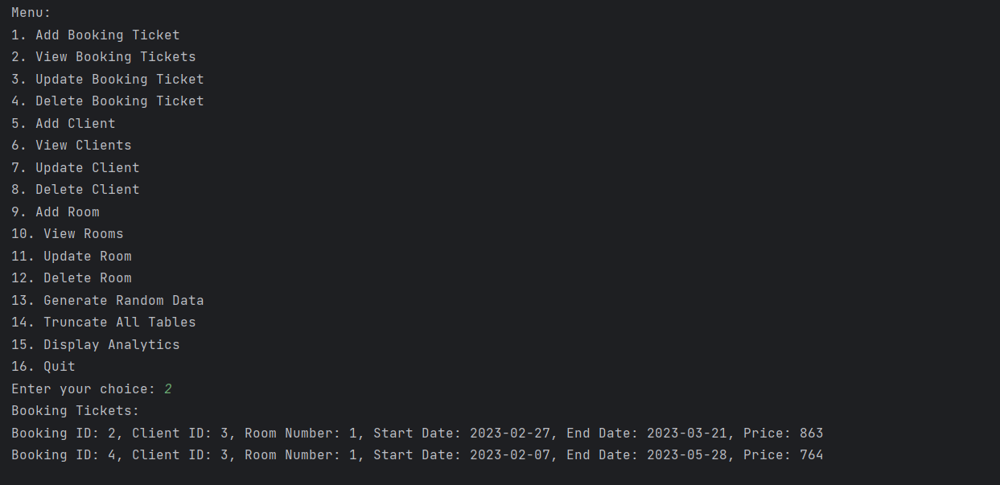 Menu:
1. Add Booking Ticket
2. View Booking Tickets
3. Update Booking Ticket
4. Delete Booking Ticket
5. Add Client
6. View Clients
7. Update Client
8. Delete Client
9. Add Room
10. View Rooms
11. Update Room
12. Delete Room
13. Generate Random Data
14. Truncate All Tables
15. Display Analytics
16. Quit
Enter your choice: 2
Booking Tickets:
Booking ID: 2, Client ID: 3, Room Number: 1, Start Date: 2023-02-27, End Date: 2023-03-21, Price: 863
Booking ID: 4, Client ID: 3, Room Number: 1, Start Date: 2023-02-07, End Date: 2023-05-28, Price: 764